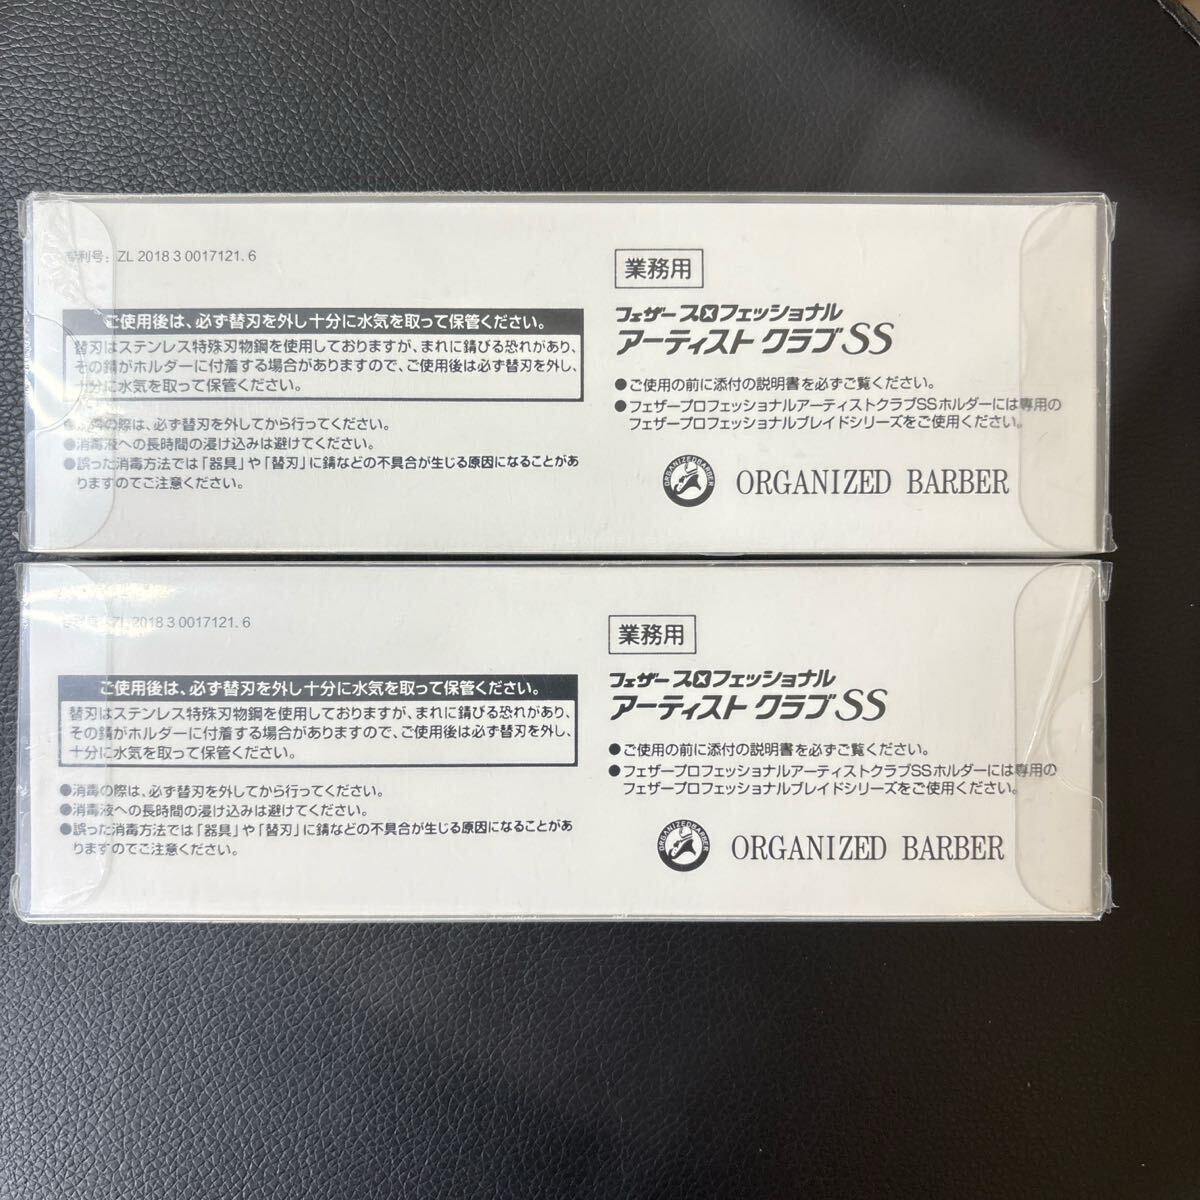 专利号: ZL 2018 3 0017121. 6
ご使用後は、必ず替刃を外し十分に水気を取って保管ください。
替刃はステンレス特殊刃物鋼を使用しておりますが、まれに錆びる恐れがあり、
その錆がホルダーに付着する場合がありますので、ご使用後は必ず替刃を外し、
十分に水気を取って保管ください。
●消毒の際は、必ず替刃を外してから行ってください。
●消毒液への長時間の浸け込みは避けてください。
●誤った消毒方法では「器具」や「替刃」に錆などの不具合が生じる原因になることがあ
りますのでご注意ください。
業務用
フェザー プロフェッショナル
アーティスト クラブ SS
●ご使用の前に添付の説明書を必ずご覧ください。
●フェザープロフェッショナルアーティストクラブSSホルダーには専用の
フェザープロフェッショナルブレイドシリーズをご使用ください。
ORGANIZEDBARBER
ORGANIZED BARBER
专利号: ZL 2018 3 0017121. 6
ご使用後は、必ず替刃を外し十分に水気を取って保管ください。
替刃はステンレス特殊刃物鋼を使用しておりますが、まれに錆びる恐れがあり、
その錆がホルダーに付着する場合がありますので、ご使用後は必ず替刃を外し、
十分に水気を取って保管ください。
●消毒の際は、必ず替刃を外してから行ってください。
●消毒液への長時間の浸け込みは避けてください。
●誤った消毒方法では「器具」や「替刃」に錆などの不具合が生じる原因になることがあ
りますのでご注意ください。
業務用
フェザー プロフェッショナル
アーティスト クラブ SS
●ご使用の前に添付の説明書を必ずご覧ください。
●フェザープロフェッショナルアーティストクラブSSホルダーには専用の
フェザープロフェッショナルブレイドシリーズをご使用ください。
ORGANIZEDBARBER
ORGANIZED BARBER